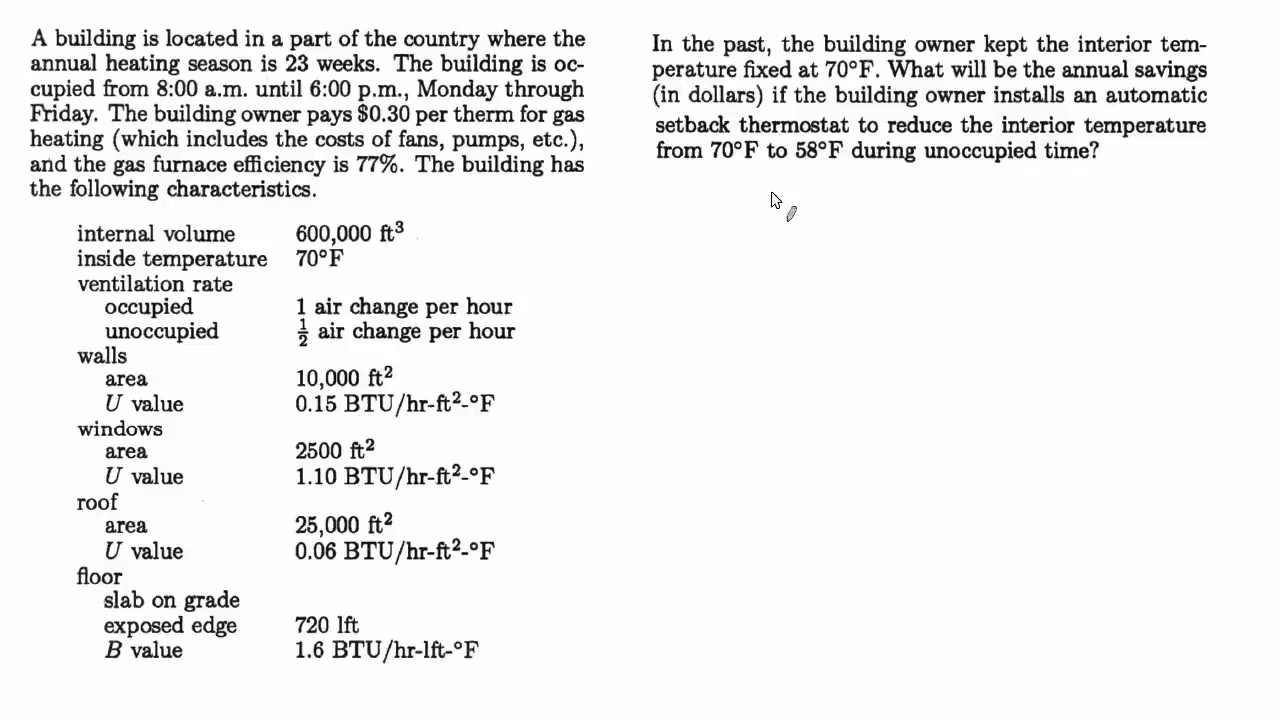 A building is located in a part of the country where the
annual heating season is 23 weeks. The building is oc-
cupied from 8:00 a.m. until 6:00 p.m., Monday through
Friday. The building owner pays $0.30 per therm for gas
heating (which includes the costs of fans, pumps, etc.),
and the gas furnace efficiency is 77%. The building has
the following characteristics.
internal volume 600,000 ft³
inside temperature 70°F
ventilation rate
occupied 1 air change per hour
unoccupied ½ air change per hour
walls
area 10,000 ft²
U value 0.15 BTU/hr-ft²-°F
windows
area 2500 ft²
U value 1.10 BTU/hr-ft²-°F
roof
area 25,000 ft²
U value 0.06 BTU/hr-ft²-°F
floor
slab on grade
exposed edge 720 lft
B value 1.6 BTU/hr-lft-°F
In the past, the building owner kept the interior tem-
perature fixed at 70°F. What will be the annual savings
(in dollars) if the building owner installs an automatic
setback thermostat to reduce the interior temperature
from 70°F to 58°F during unoccupied time?